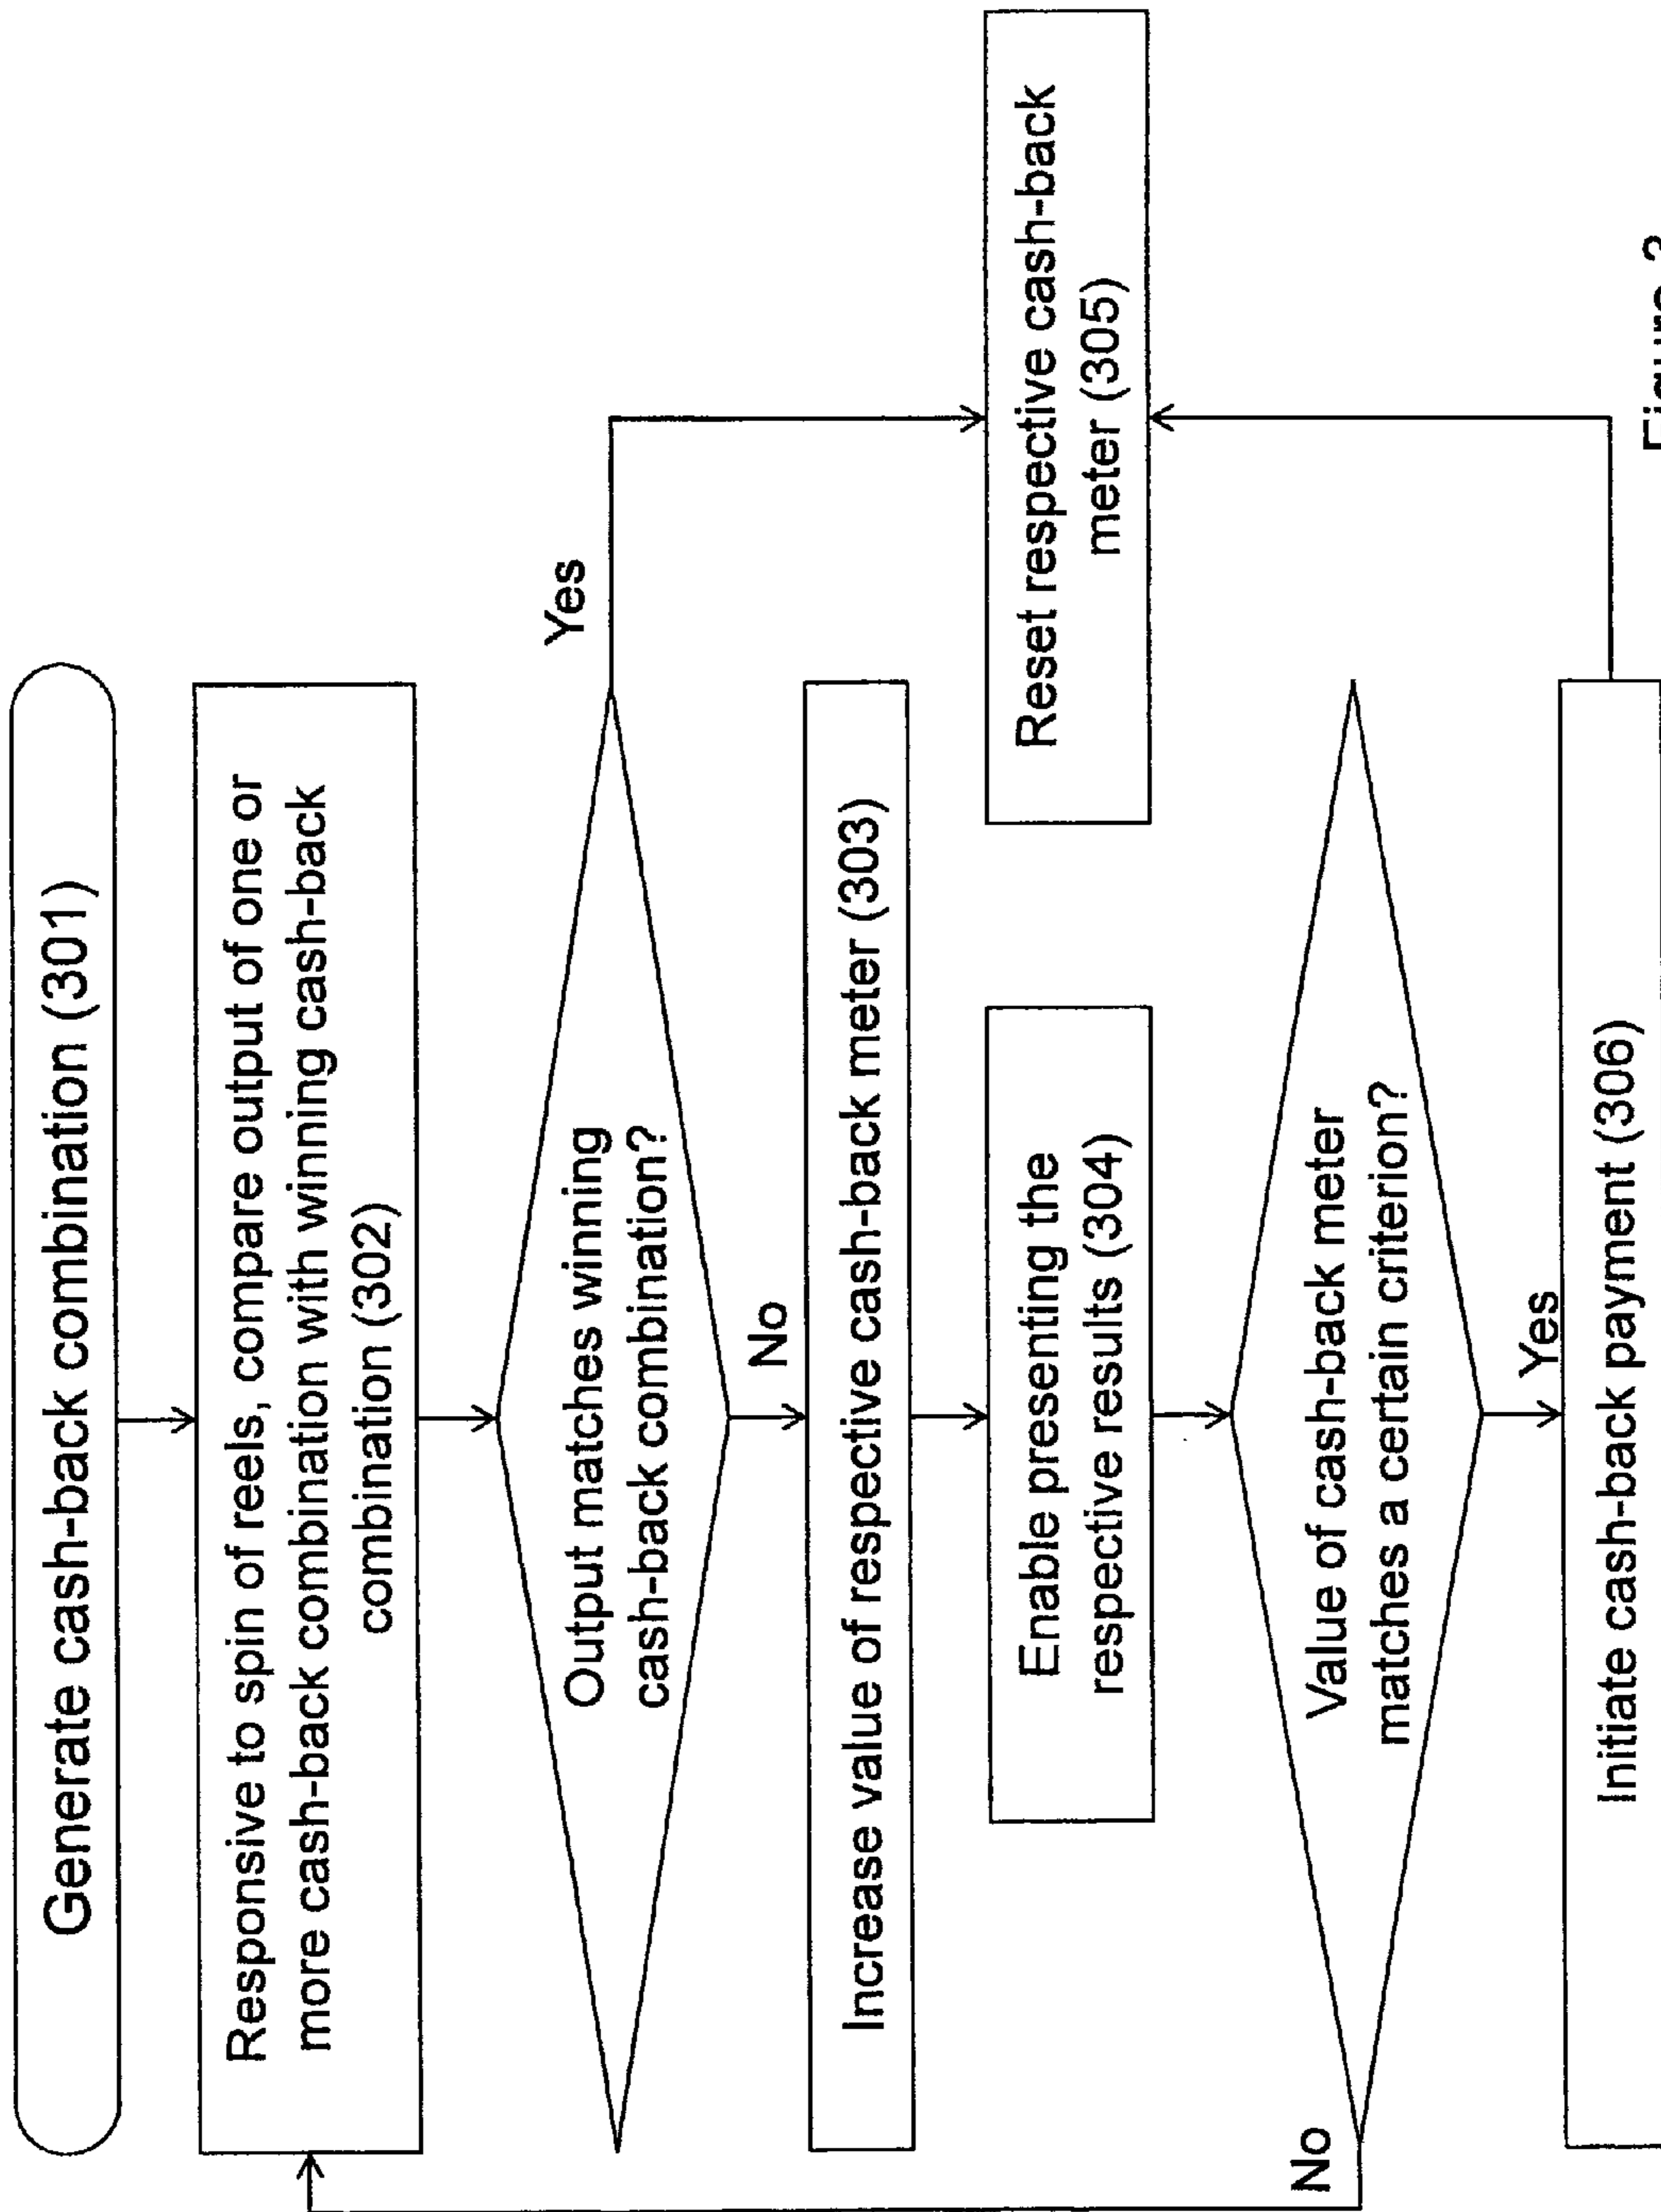 Generate cash-back combination (301)
Responsive to spin of reels, compare output of one or
more cash-back combination with winning cash-back
combination (302)
Output matches winning
cash-back combination?
Yes
No
Increase value of respective cash-back meter (303)
Reset respective cash-back
meter (305)
Enable presenting the
respective results (304)
Value of cash-back meter
matches a certain criterion?
No
Yes
Initiate cash-back payment (306)
Figure